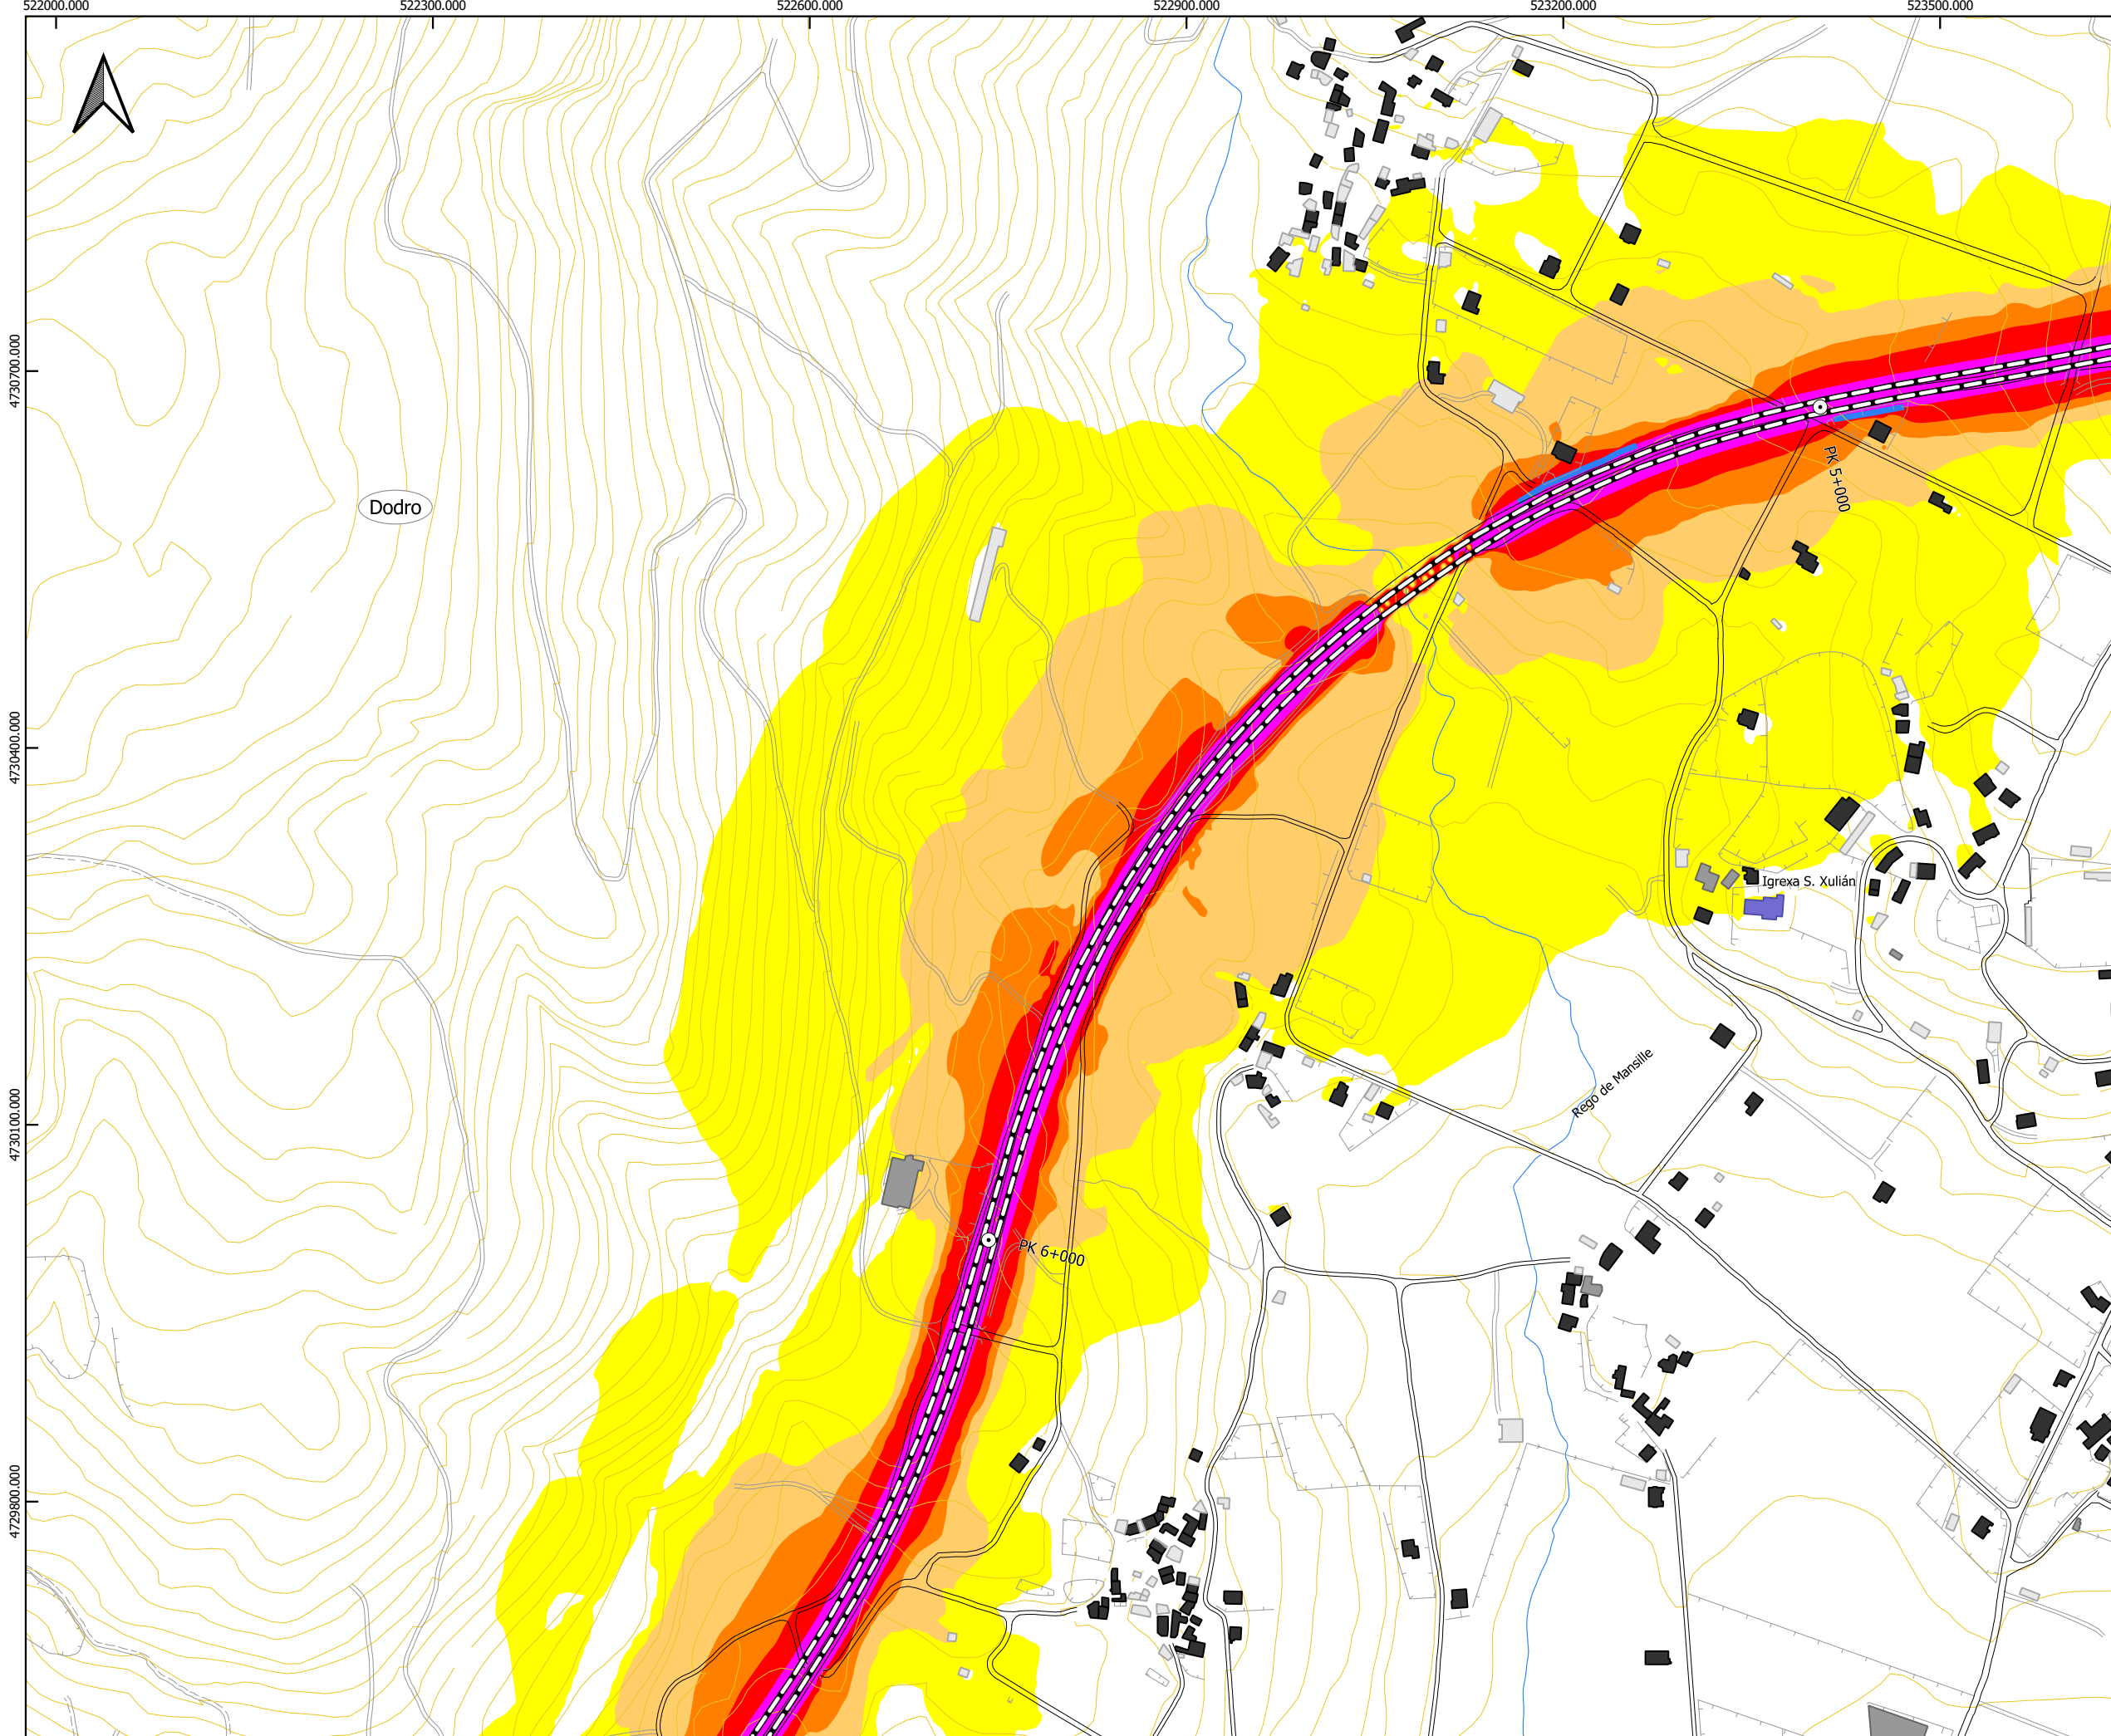 522000.000
522300.000
522600.000
522900.000
523200.000
523500.000
4730700.000
4730400.000
4730100.000
4729800.000
Dodro
PK 5+000
Igrexa S. Xulián
Rego de Mansille
PK 6+000